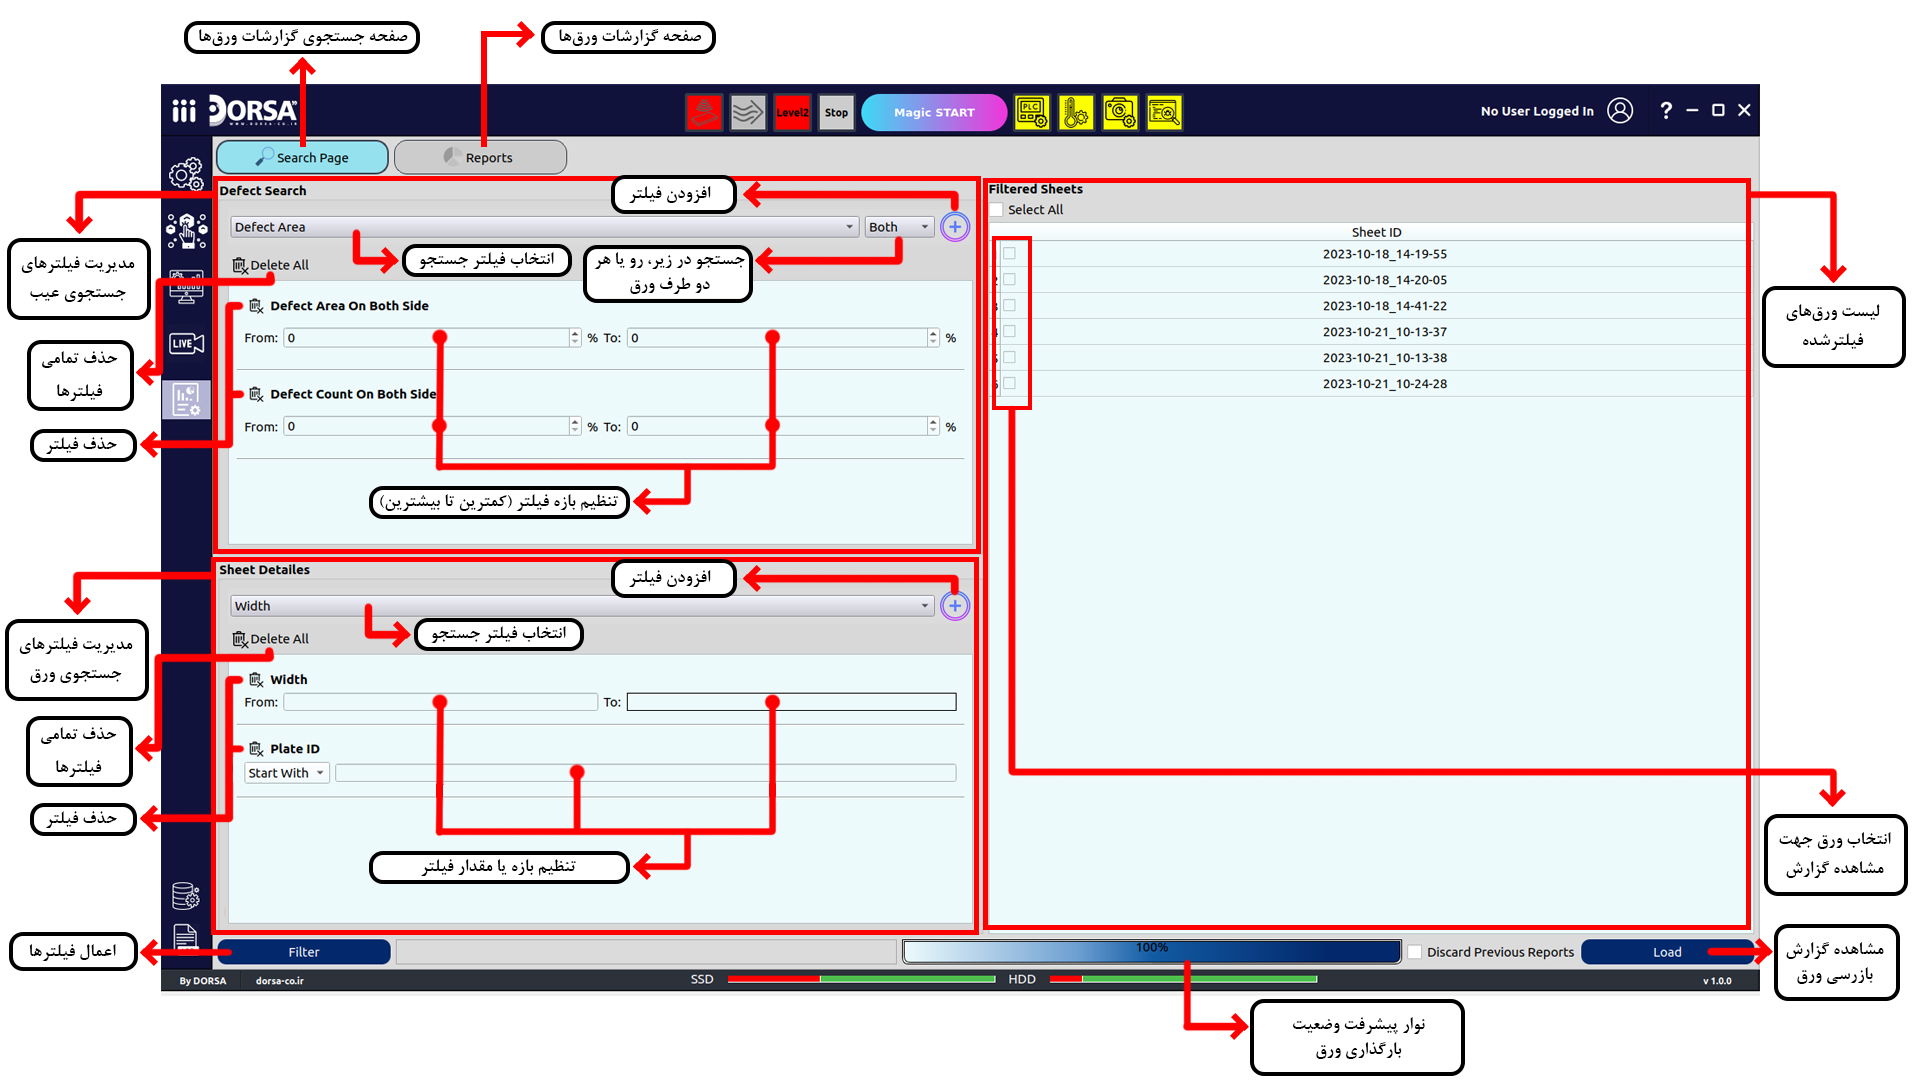 صفحه جستجوی گزارشات ورق‌ها
صفحه گزارشات ورق‌ها
DORSA
WWW.DORSA-CO.IR
Level2
Stop
Magic START
PLC
No User Logged In
?
Search Page
Reports
Defect Search
افزودن فیلتر
Defect Area
Both
انتخاب فیلتر جستجو
جستجو در زیر، رو یا هر
دو طرف ورق
Delete All
مدیریت فیلترهای
جستجوی عیب
LIVE
Defect Area On Both Side
From: 0 % To: 0 %
حذف تمامی
فیلترها
Defect Count On Both Side
From: 0 % To: 0 %
حذف فیلتر
تنظیم بازه فیلتر (کمترین تا بیشترین)
Sheet Detailes
افزودن فیلتر
Width
انتخاب فیلتر جستجو
Delete All
مدیریت فیلترهای
جستجوی ورق
Width
From: To:
حذف تمامی
فیلترها
Plate ID
Start With
حذف فیلتر
تنظیم بازه یا مقدار فیلتر
Filtered Sheets
Select All
Sheet ID
2023-10-18_14-19-55
2023-10-18_14-20-05
2023-10-18_14-41-22
2023-10-21_10-13-37
2023-10-21_10-13-38
2023-10-21_10-24-28
لیست ورق‌های
فیلترشده
انتخاب ورق جهت
مشاهده گزارش
اعمال فیلترها
Filter
100%
Discard Previous Reports
Load
مشاهده گزارش
بازرسی ورق
By DORSA
dorsa-co.ir
SSD
HDD
v 1.0.0
نوار پیشرفت وضعیت
بارگذاری ورق